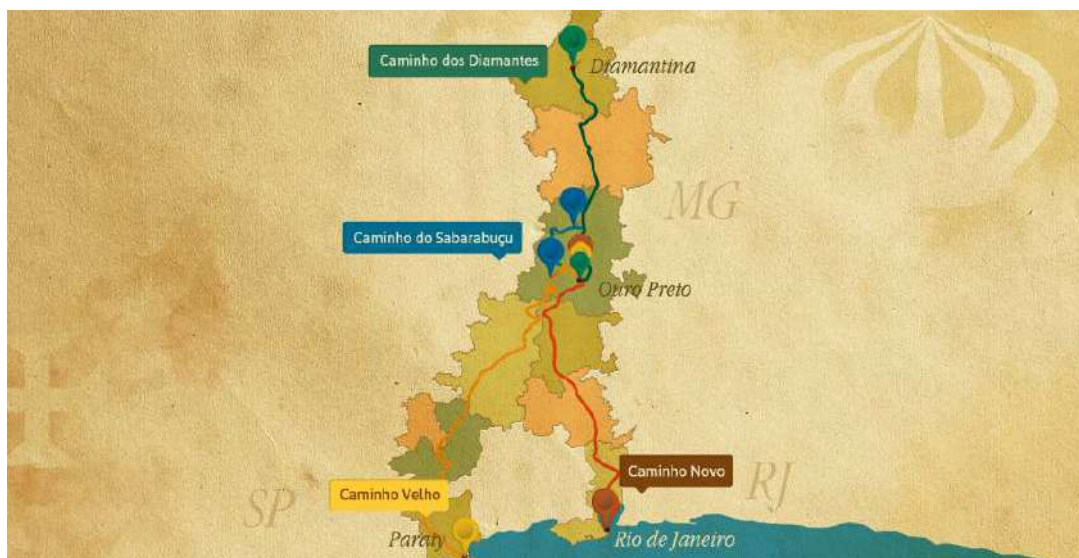 Caminho dos Diamantes
Diamantina
MG
Caminho do Sabarabuçu
Ouro Preto
Caminho Novo
RJ
Caminho Velho
SP
Paraty
Rio de Janeiro